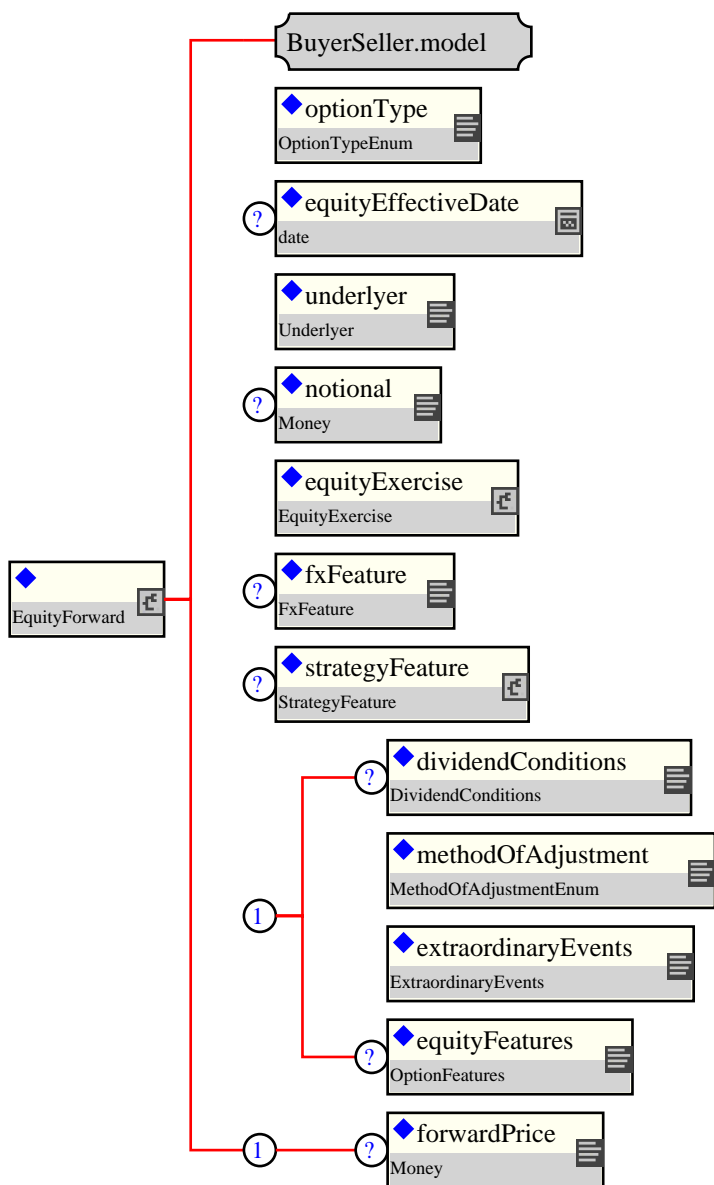 BuyerSeller.model
optionType
OptionTypeEnum
?
equityEffectiveDate
date
underlyer
Underlyer
?
notional
Money
equityExercise
EquityExercise
EquityForward
?
fxFeature
FxFeature
?
strategyFeature
StrategyFeature
?
dividendConditions
DividendConditions
methodOfAdjustment
MethodOfAdjustmentEnum
1
extraordinaryEvents
ExtraordinaryEvents
?
equityFeatures
OptionFeatures
1
?
forwardPrice
Money